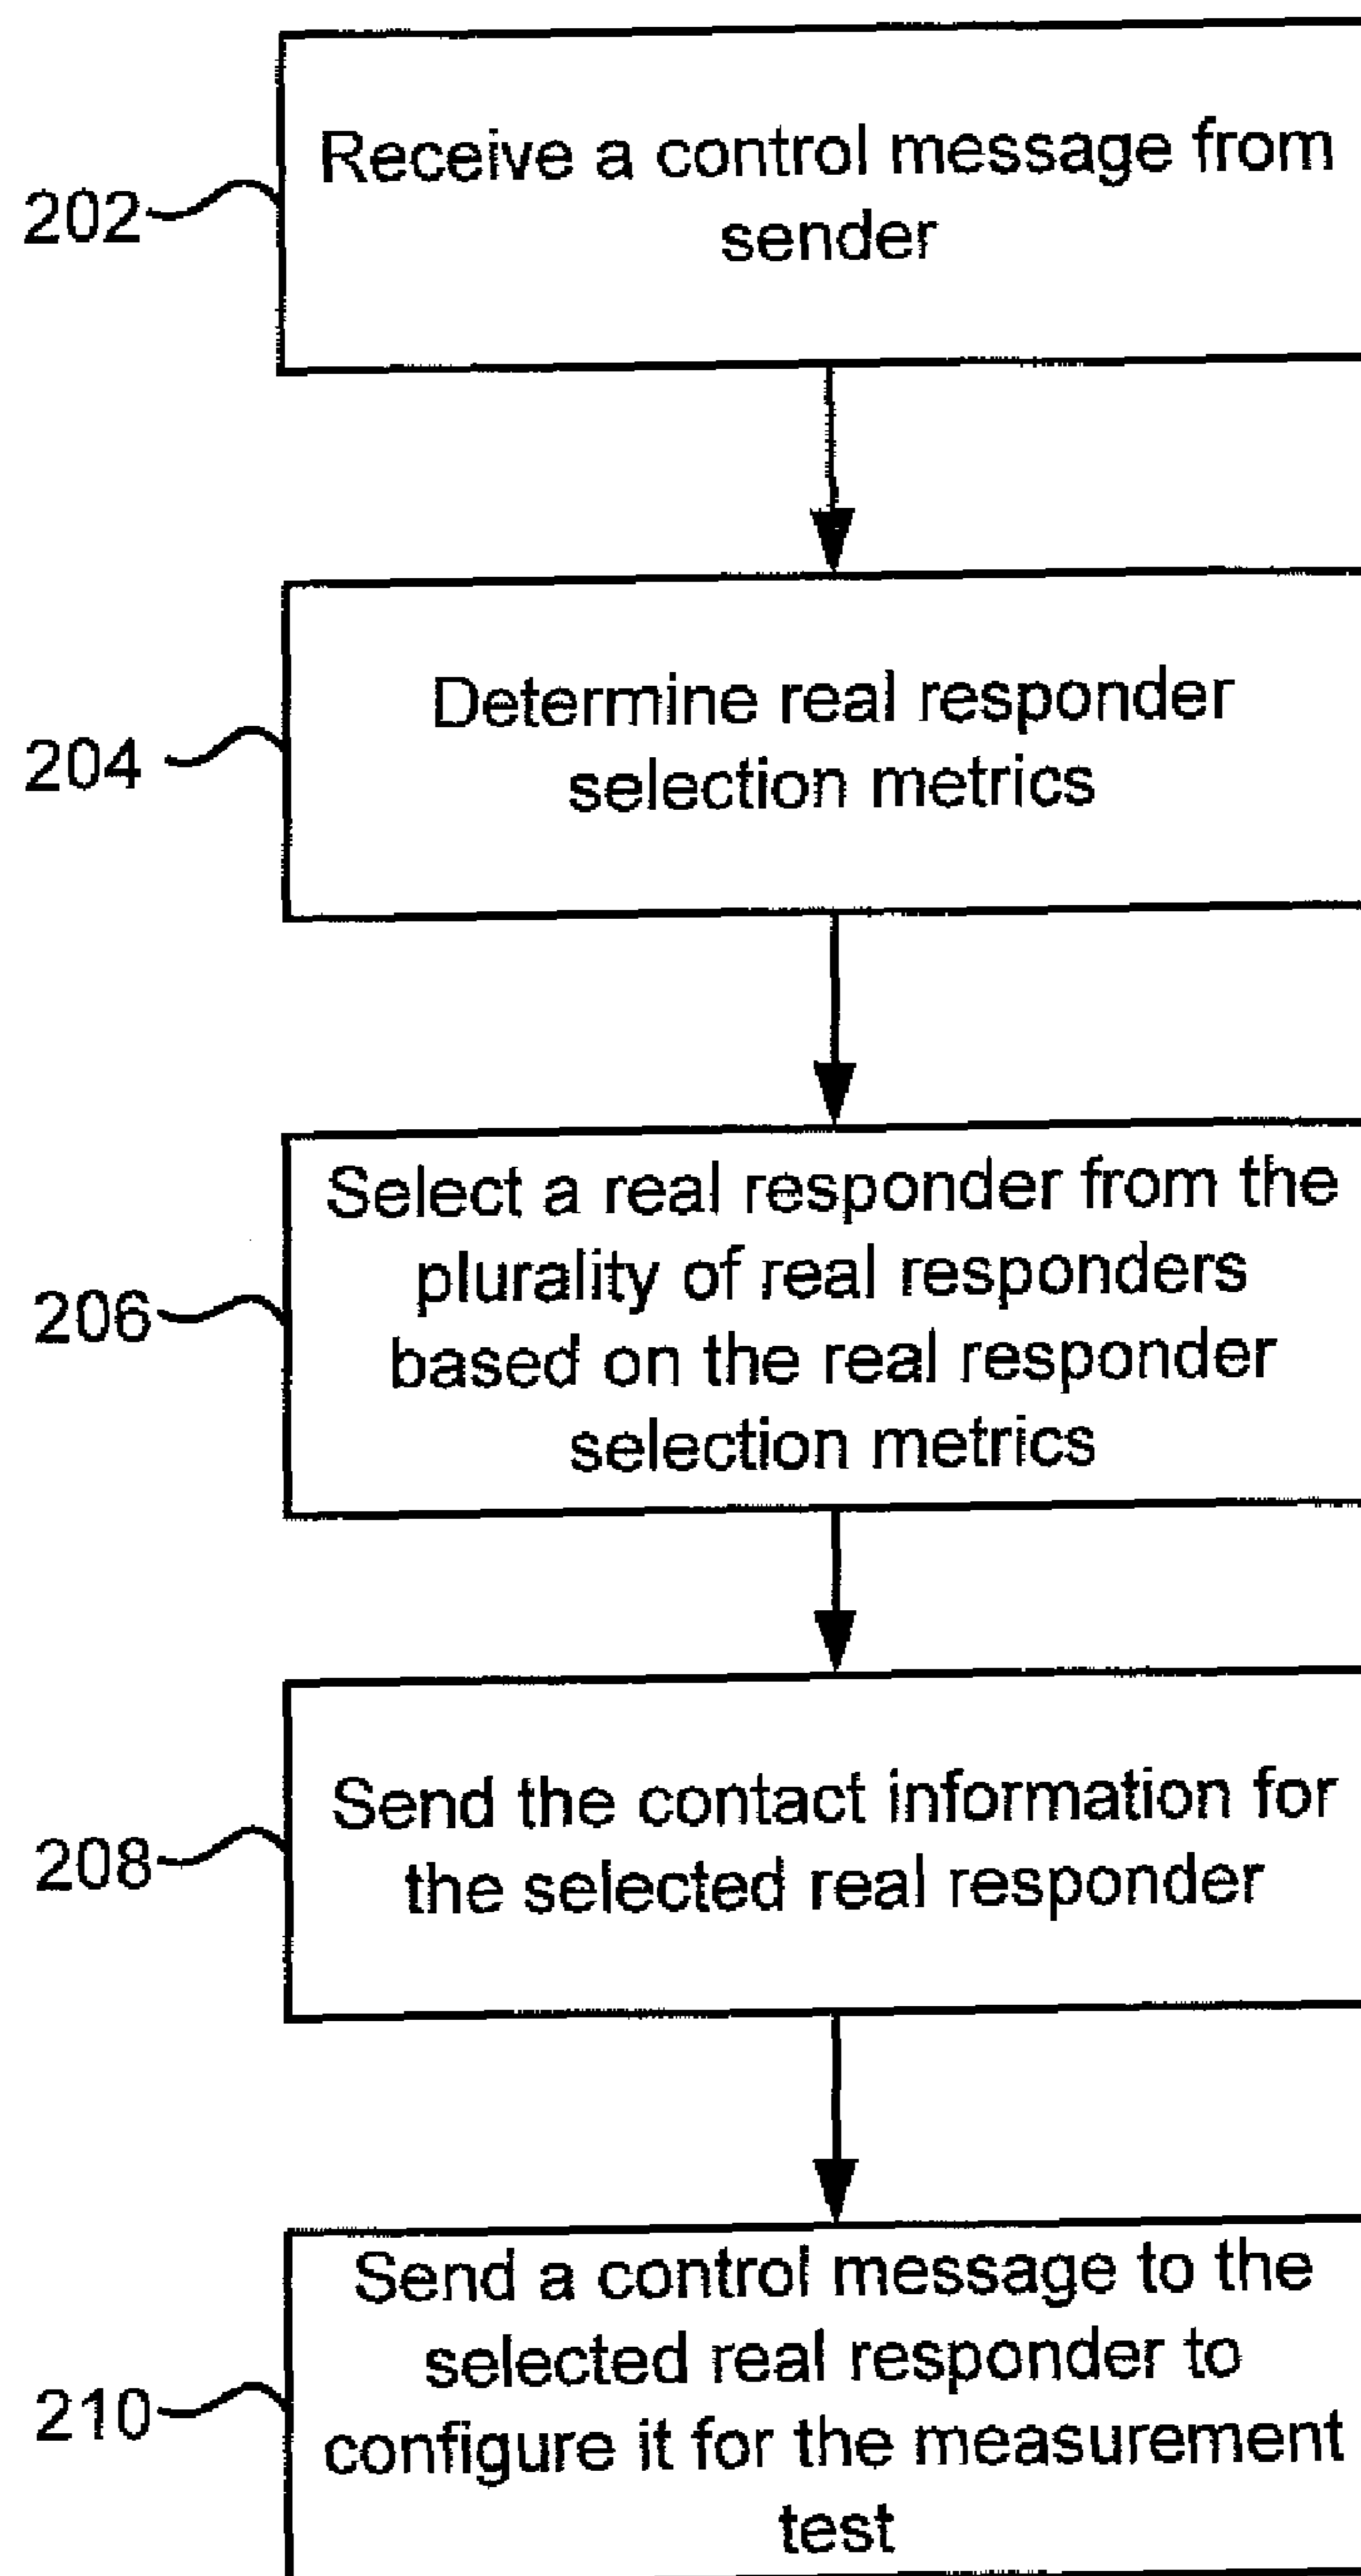 Receive a control message from
sender
202
Determine real responder
selection metrics
204
Select a real responder from the
plurality of real responders
based on the real responder
selection metrics
206
Send the contact information for
the selected real responder
208
Send a control message to the
selected real responder to
configure it for the measurement
test
210